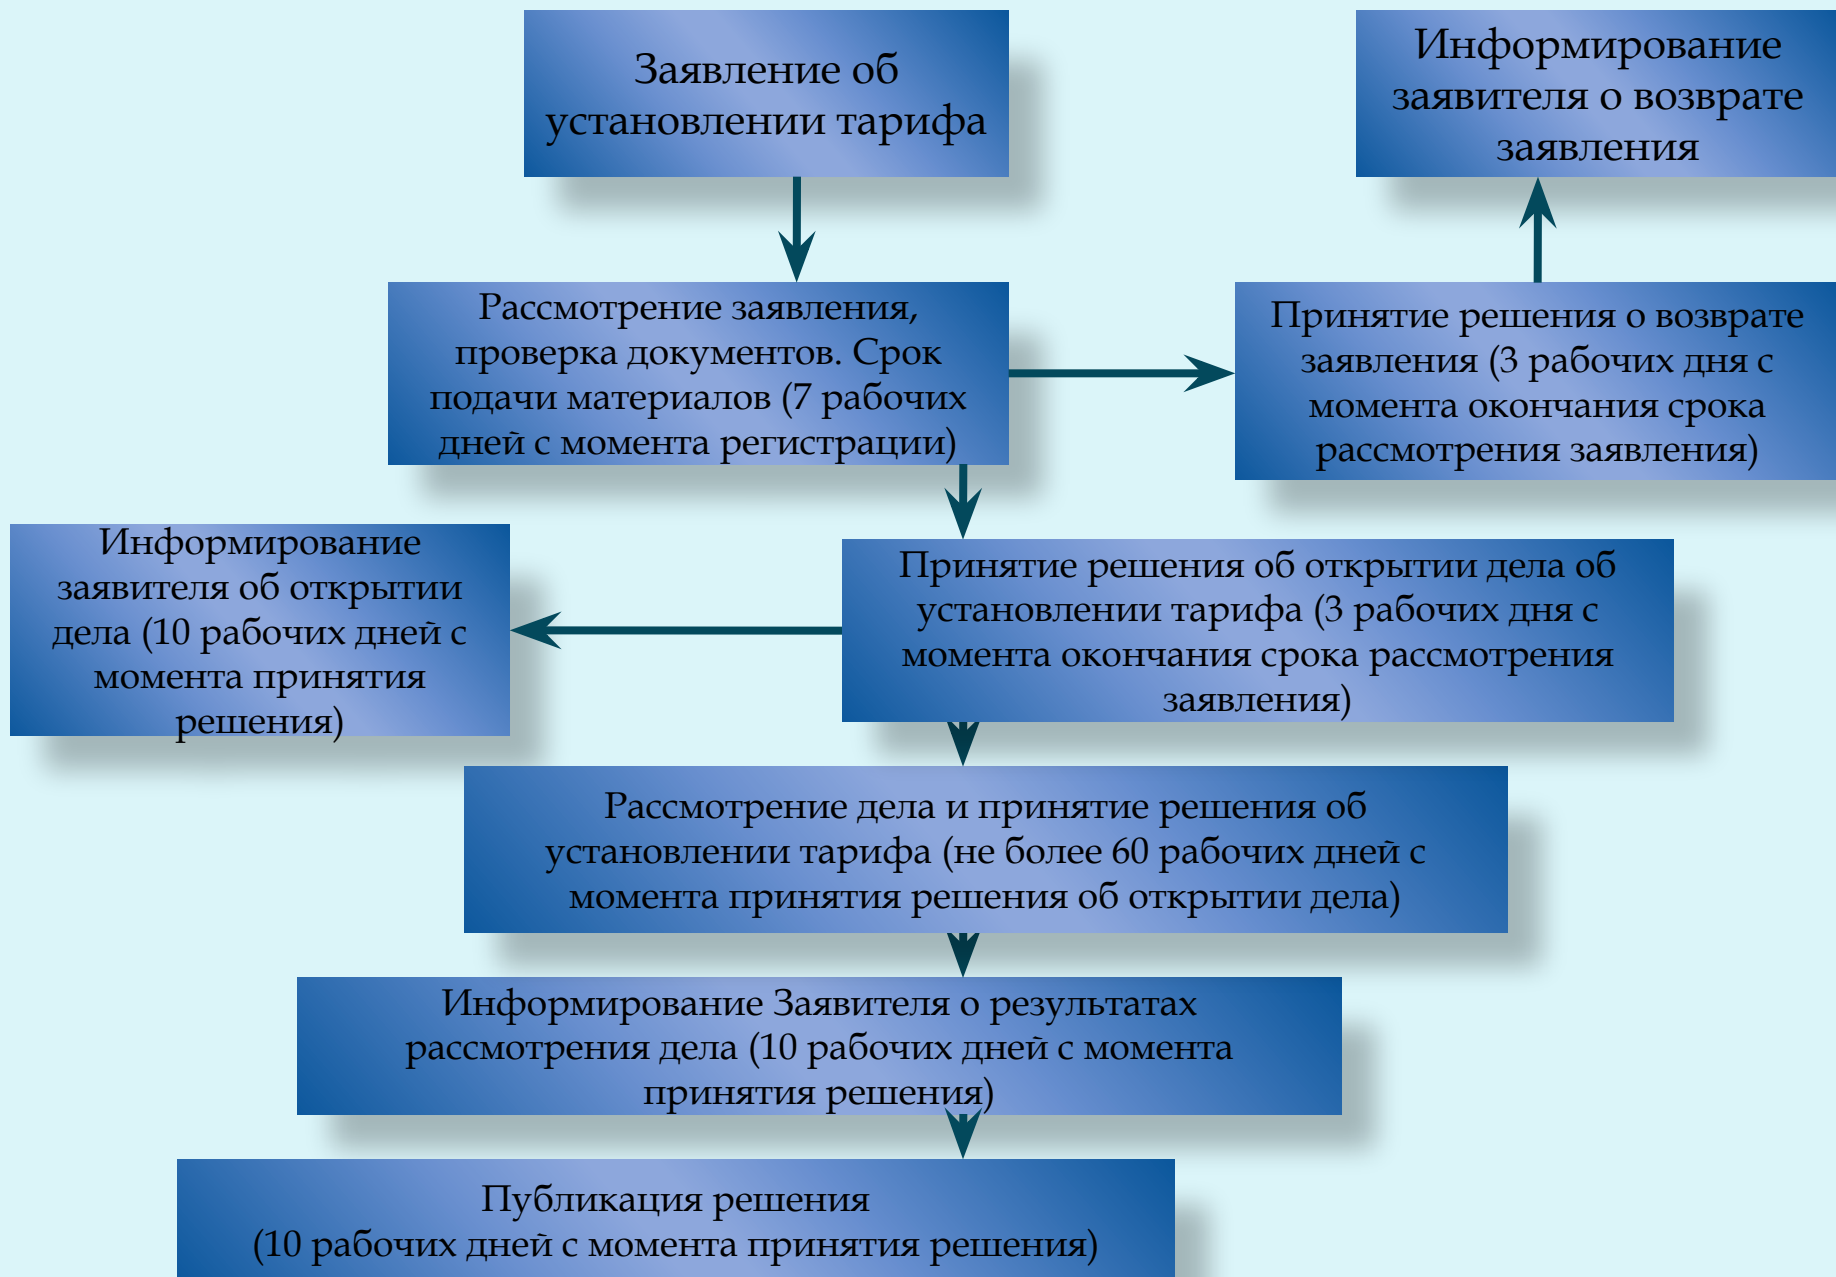 Заявление об
установлении тарифа
Информирование
заявителя о возврате
заявления
Рассмотрение заявления,
проверка документов. Срок
подачи материалов (7 рабочих
дней с момента регистрации)
Принятие решения о возврате
заявления (3 рабочих дня с
момента окончания срока
рассмотрения заявления)
Информирование
заявителя об открытии
дела (10 рабочих дней с
момента принятия
решения)
Принятие решения об открытии дела об
установлении тарифа (3 рабочих дня с
момента окончания срока рассмотрения
заявления)
Рассмотрение дела и принятие решения об
установлении тарифа (не более 60 рабочих дней с
момента принятия решения об открытии дела)
Информирование Заявителя о результатах
рассмотрения дела (10 рабочих дней с момента
принятия решения)
Публикация решения
(10 рабочих дней с момента принятия решения)